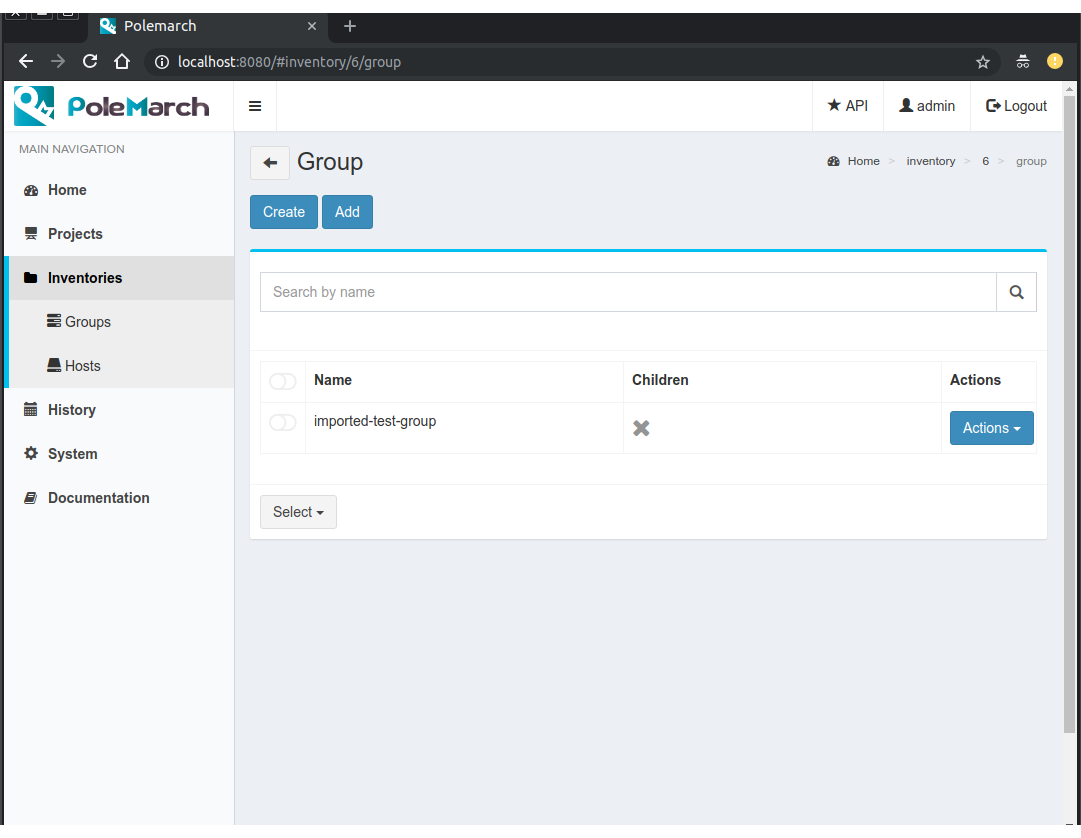 Polemarch
localhost:8080/#inventory/6/group
PoleMarch
API
admin
Logout
MAIN NAVIGATION
Home
Projects
Inventories
Groups
Hosts
History
System
Documentation
Group
Home > inventory > 6 > group
Create
Add
Search by name
Name Children Actions
imported-test-group Actions
Select